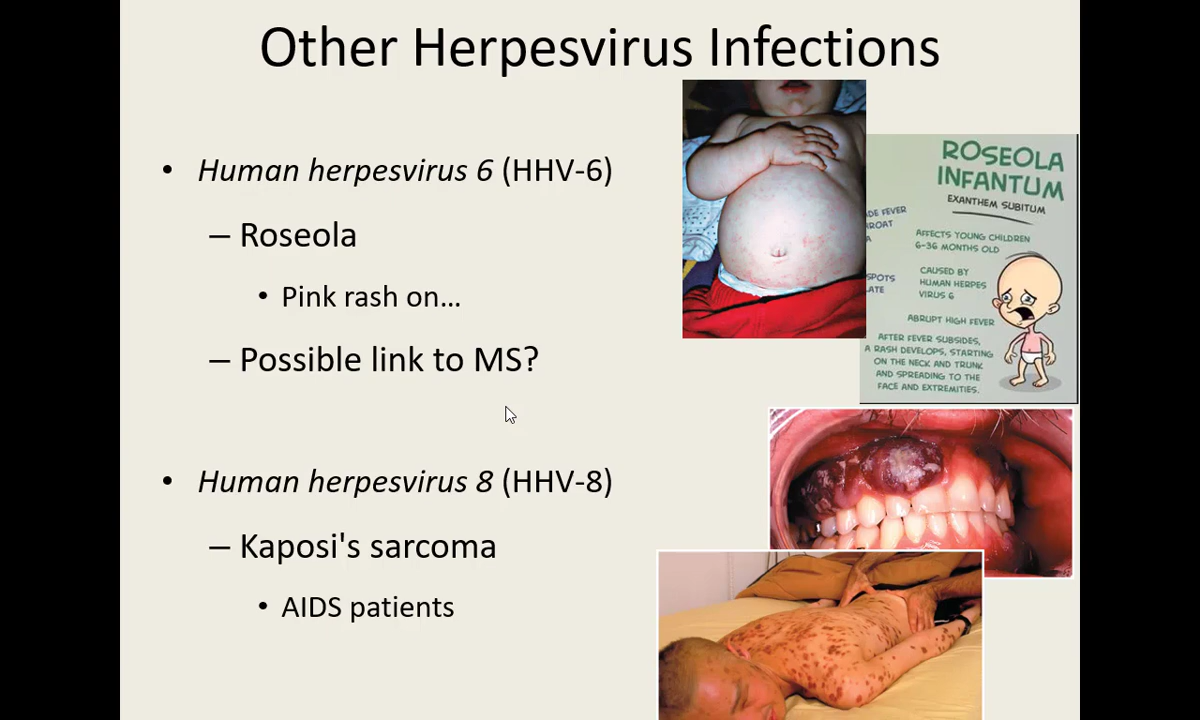 Other Herpesvirus Infections
• Human herpesvirus 6 (HHV-6)
– Roseola
• Pink rash on…
– Possible link to MS?
• Human herpesvirus 8 (HHV-8)
– Kaposi's sarcoma
• AIDS patients
ROSEOLA
INFANTUM
EXANTHEM SUBITUM
FEVER
AFFECTS YOUNG CHILDREN
6-36 MONTHS OLD
SPOTS
CAUSED BY
HUMAN HERPES
VIRUS 6
ABRUPT HIGH FEVER
AFTER FEVER SUBSIDES,
A RASH DEVELOPS, STARTING
ON THE NECK AND TRUNK
AND SPREADING TO THE
FACE AND EXTREMITIES.